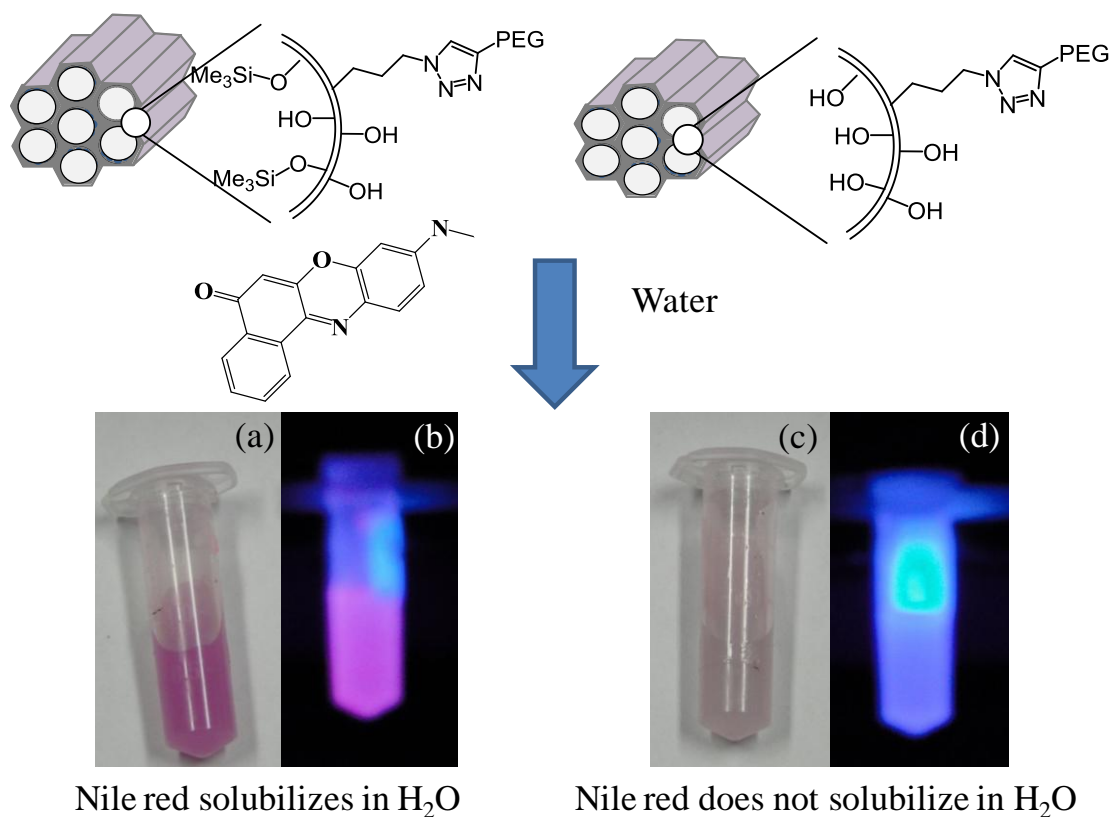 PEG
Me3Si
O
N
N
N
HO
OH
Me3Si
O
OH
PEG
HO
N
N
N
HO
OH
HO
OH
N
O
O
N
Water
(a)
(b)
(c)
(d)
Nile red solubilizes in H2O
Nile red does not solubilize in H2O